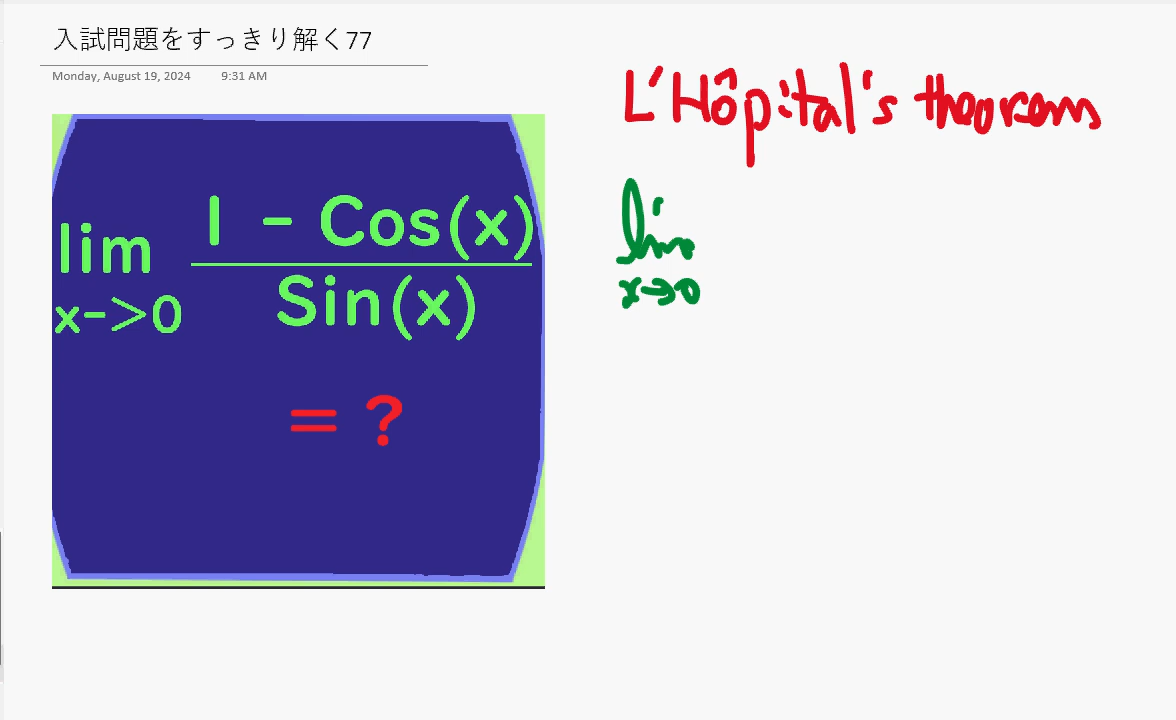 入試問題をすっきり解く77
Monday, August 19, 2024 9:31 AM
lim
x->0
1 - Cos(x)
Sin(x)
= ?
L'Hôpital's theorem
lim
x→0